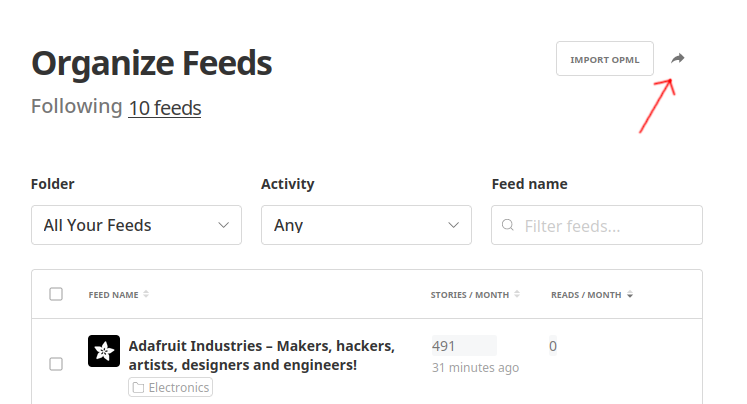 Organize Feeds
IMPORT OPML
Following 10 feeds
Folder
Activity
Feed name
All Your Feeds
Any
Filter feeds...
FEED NAME
STORIES / MONTH
READS / MONTH
Adafruit Industries – Makers, hackers,
artists, designers and engineers!
491
0
31 minutes ago
Electronics